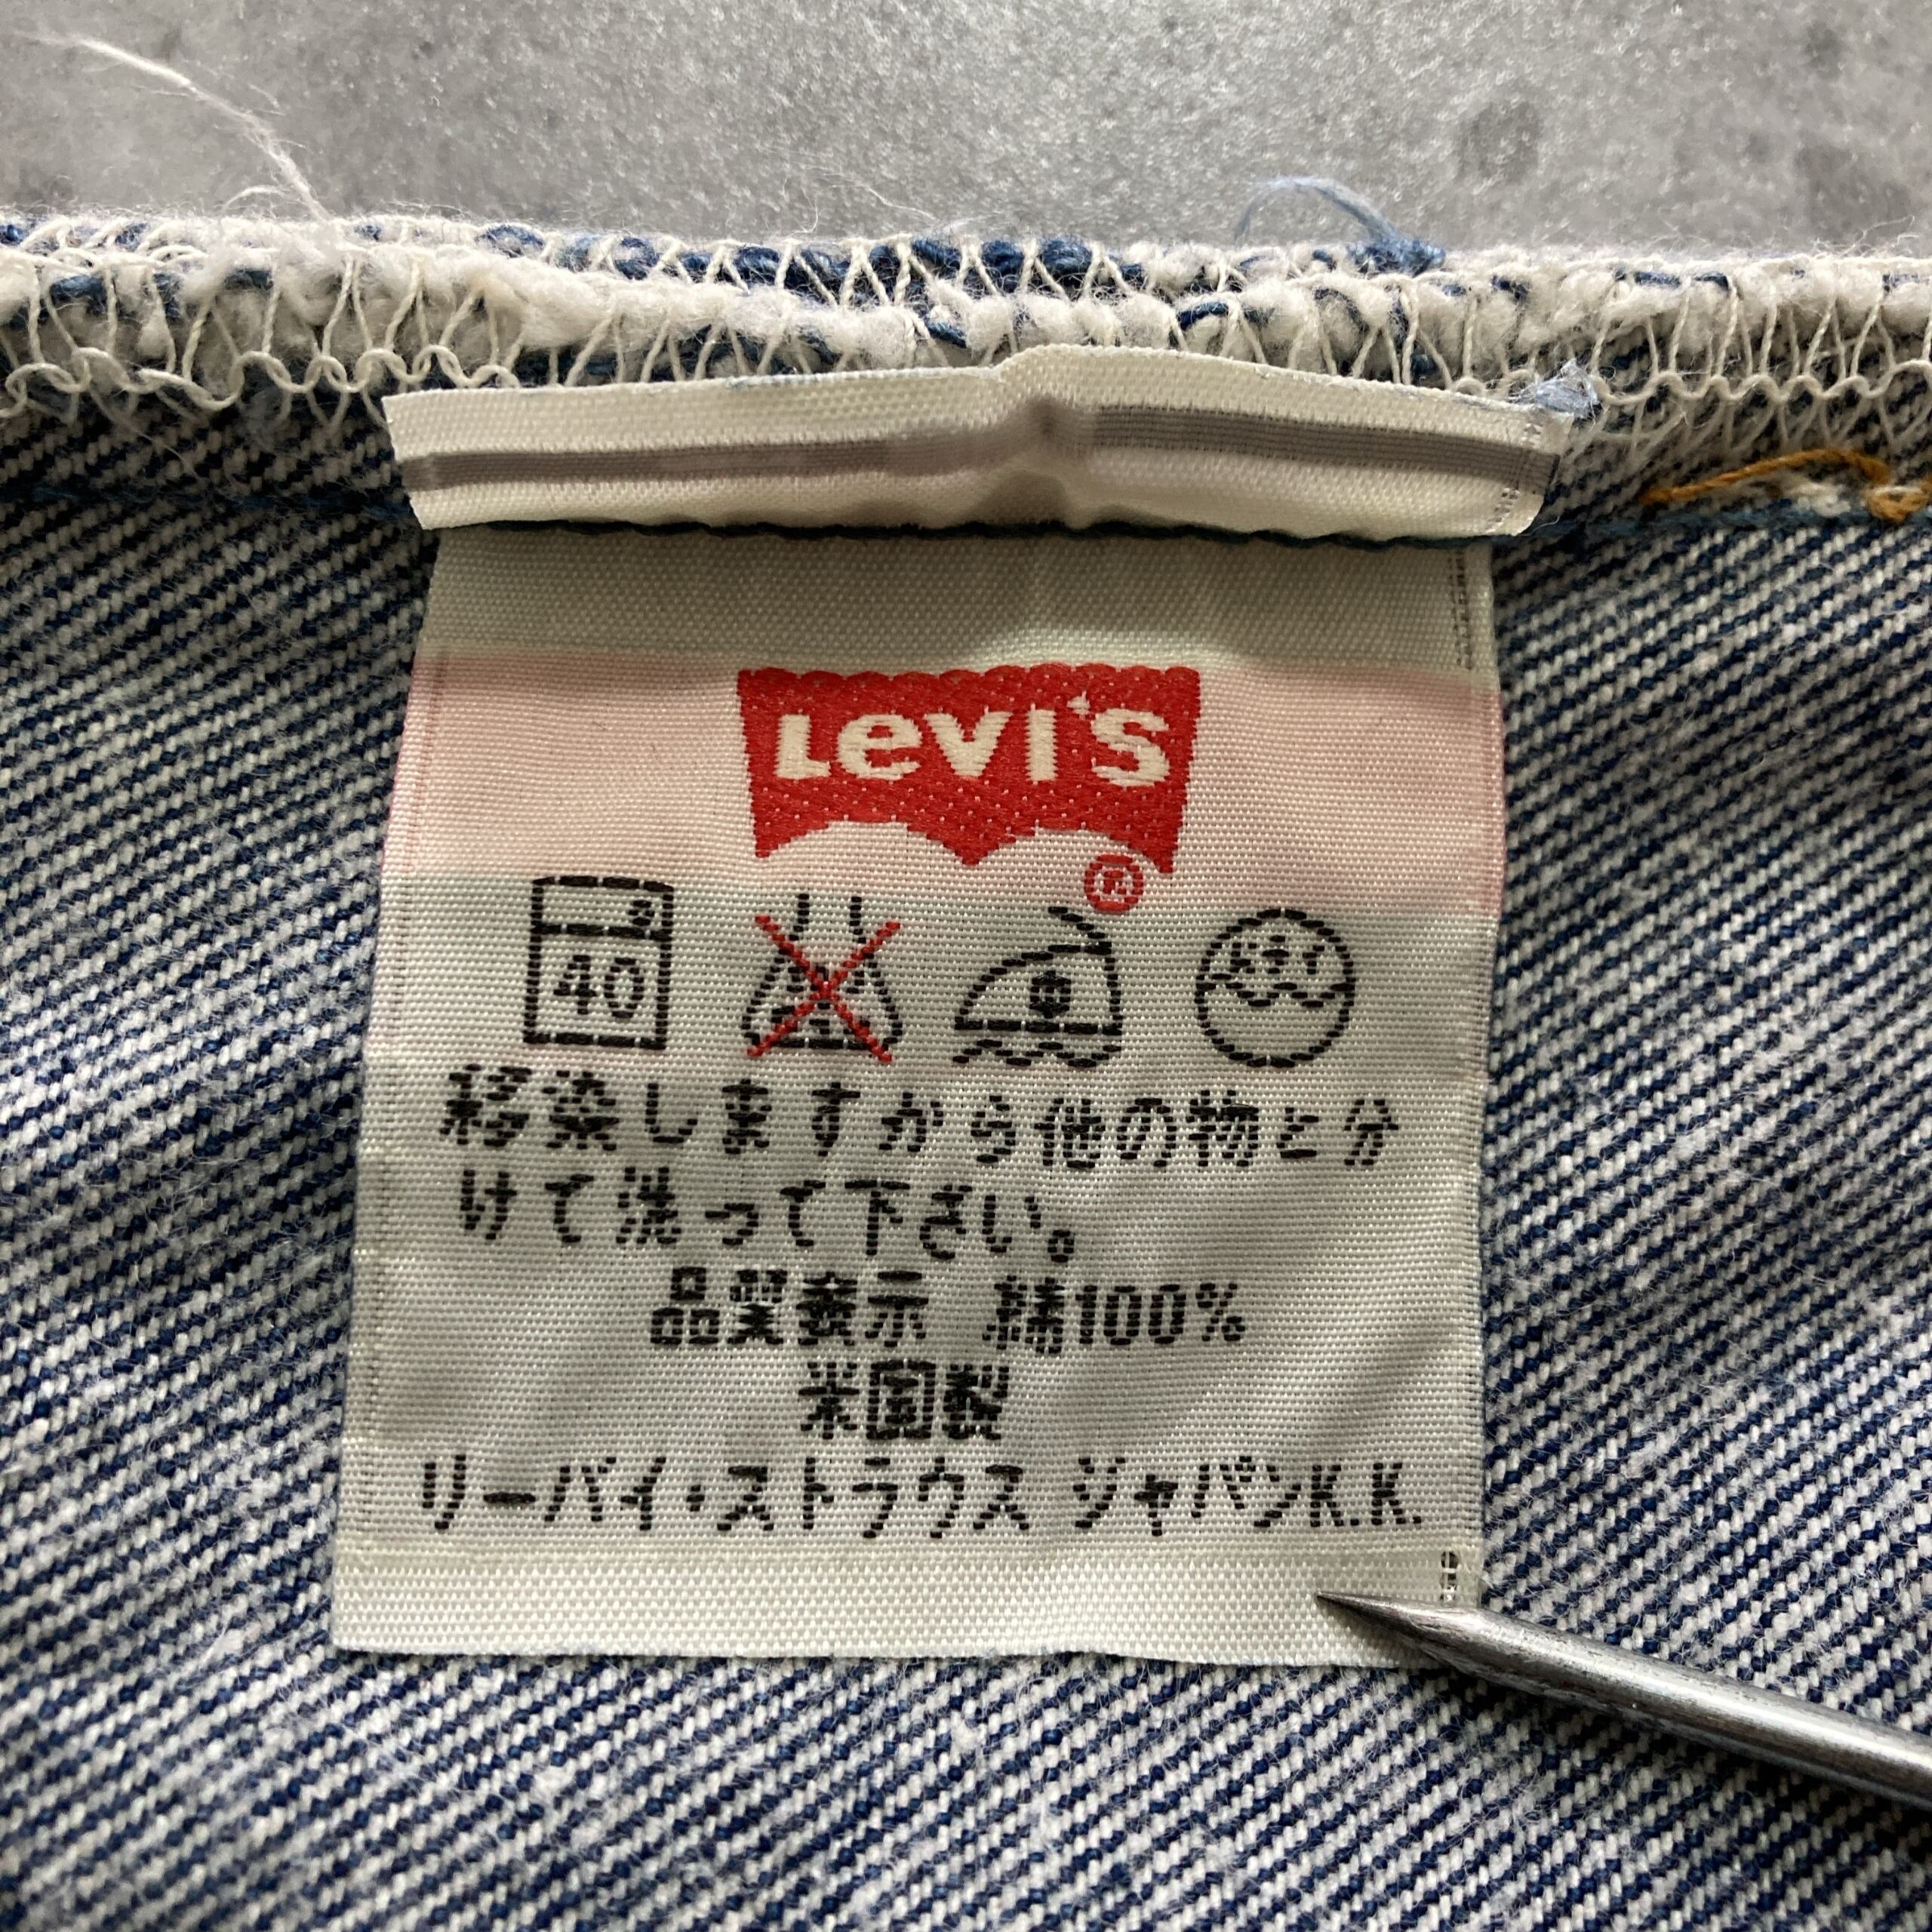 Levi's
®
40 中 ドライ
移染しますから他の物と分
けて洗って下さい。
品質表示 綿100%
米国製
リーバイ・ストラウス ジャパンK.K.